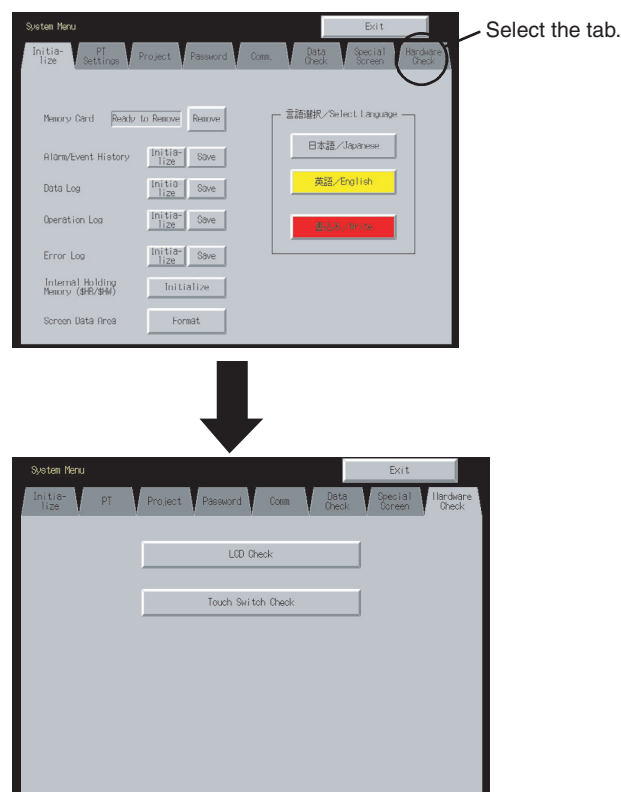 System Menu
Exit
Select the tab.
Initia-
lize
PT
Settings
Project
Password
Comm.
Data
Check
Special
Screen
Hardware
Check
Memory Card
Ready to Remove
Remove
言語選択/Select Language
日本語/Japanese
Alarm/Event History
Initia-
lize
Save
英語/English
Data Log
Initia-
lize
Save
Operation Log
Initia-
lize
Save
Error Log
Initia-
lize
Save
Internal Holding
Memory ($HR/$HW)
Initialize
Screen Data Area
Format
System Menu
Exit
Initia-
lize
PT
Project
Password
Comm
Data
Check
Special
Screen
Hardware
Check
LCD Check
Touch Switch Check